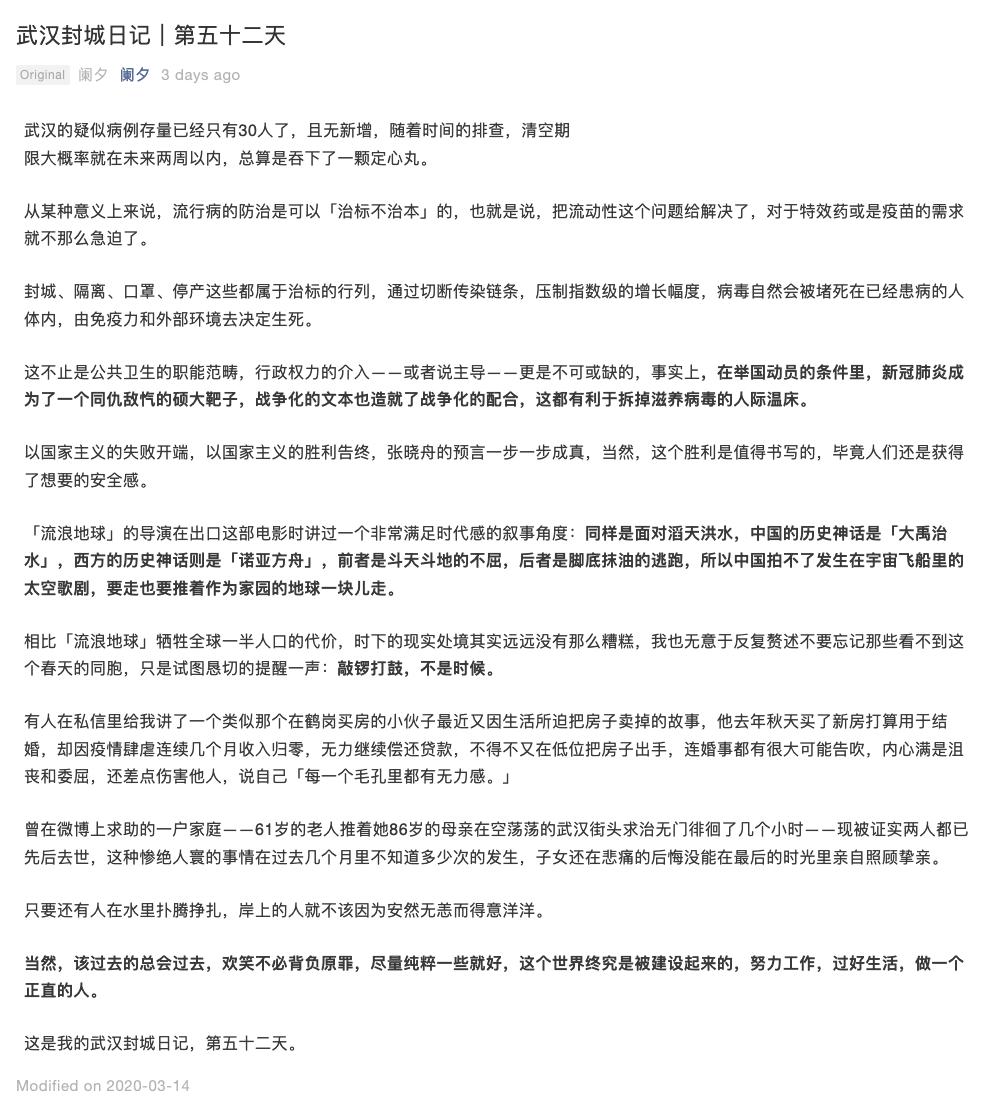 武汉封城日记｜第五十二天
Original 阑夕 阑夕 3 days ago
武汉的疑似病例存量已经只有30人了，且无新增，随着时间的排查，清空期
限大概率就在未来两周以内，总算是吞下了一颗定心丸。
从某种意义上来说，流行病的防治是可以「治标不治本」的，也就是说，把流动性这个问题给解决了，对于特效药或是疫苗的需求
就不那么急迫了。
封城、隔离、口罩、停产这些都属于治标的行列，通过切断传染链条，压制指数级的增长幅度，病毒自然会被堵死在已经患病的人
体内，由免疫力和外部环境去决定生死。
这不止是公共卫生的职能范畴，行政权力的介入——或者说主导——更是不可或缺的，事实上，在举国动员的条件里，新冠肺炎成
为了一个同仇敌忾的硕大靶子，战争化的文本也造就了战争化的配合，这都有利于拆掉滋养病毒的人际温床。
以国家主义的失败开端，以国家主义的胜利告终，张晓舟的预言一步一步成真，当然，这个胜利是值得书写的，毕竟人们还是获得
了想要的安全感。
「流浪地球」的导演在出口这部电影时讲过一个非常满足时代感的叙事角度：同样是面对滔天洪水，中国的历史神话是「大禹治
水」，西方的历史神话则是「诺亚方舟」，前者是斗天斗地的不屈，后者是脚底抹油的逃跑，所以中国拍不了发生在宇宙飞船里的
太空歌剧，要走也要推着作为家园的地球一块儿走。
相比「流浪地球」牺牲全球一半人口的代价，时下的现实处境其实远远没有那么糟糕，我也无意于反复赘述不要忘记那些看不到这
个春天的同胞，只是试图恳切的提醒一声：敲锣打鼓，不是时候。
有人在私信里给我讲了一个类似那个在鹤岗买房的小伙子最近又因生活所迫把房子卖掉的故事，他去年秋天买了新房打算用于结
婚，却因疫情肆虐连续几个月收入归零，无力继续偿还贷款，不得不又在低位把房子出手，连婚事都有很大可能告吹，内心满是沮
丧和委屈，还差点伤害他人，说自己「每一个毛孔里都有无力感。」
曾在微博上求助的一户家庭——61岁的老人推着她86岁的母亲在空荡荡的武汉街头求治无门徘徊了几个小时——现被证实两人都已
先后去世，这种惨绝人寰的事情在过去几个月里不知道多少次的发生，子女还在悲痛的后悔没能在最后的时光里亲自照顾挚亲。
只要还有人在水里扑腾挣扎，岸上的人就不该因为安然无恙而得意洋洋。
当然，该过去的总会过去，欢笑不必背负原罪，尽量纯粹一些就好，这个世界终究是被建设起来的，努力工作，过好生活，做一个
正直的人。
这是我的武汉封城日记，第五十二天。
Modified on 2020-03-14